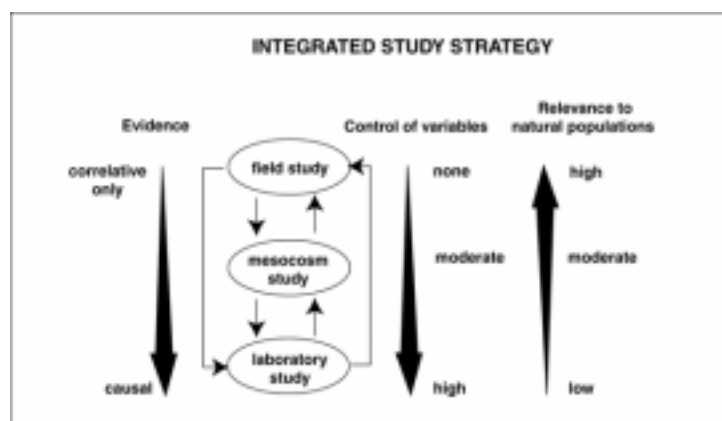 INTEGRATED STUDY STRATEGY
Evidence
Control of variables
Relevance to
natural populations
correlative
only
field study
none
high
mesocosm
study
moderate
moderate
laboratory
study
causal
high
low